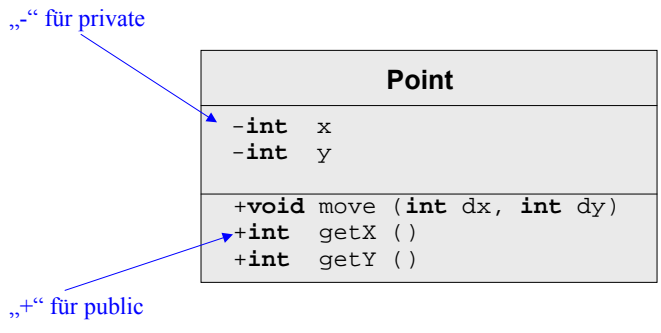 „-“ für private
Point
-int x
-int y
+void move (int dx, int dy)
+int getX ()
+int getY ()
„+“ für public